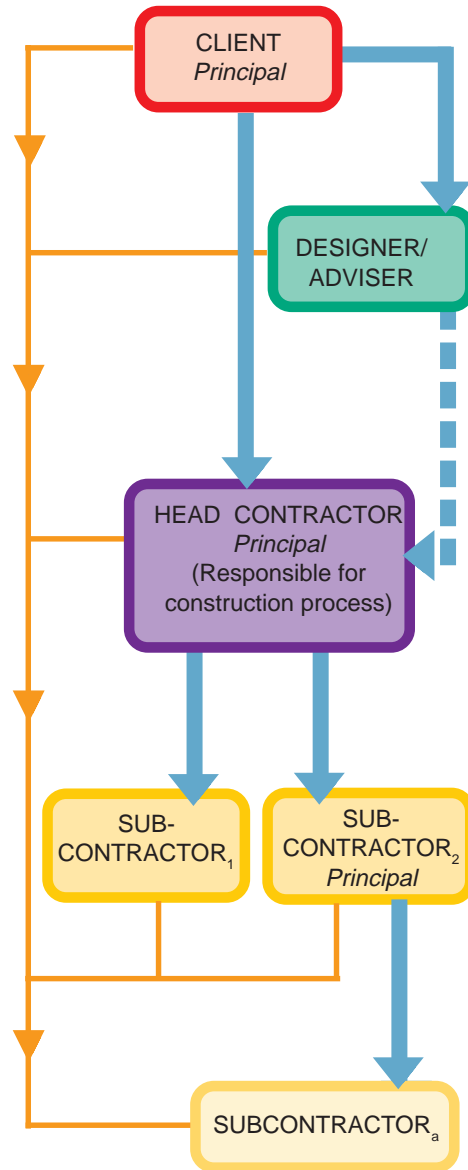 CLIENT
Principal
DESIGNER/
ADVISER
HEAD CONTRACTOR
Principal
(Responsible for
construction process)
SUB-
CONTRACTOR₁
SUB-
CONTRACTOR₂
Principal
SUBCONTRACTORₐ